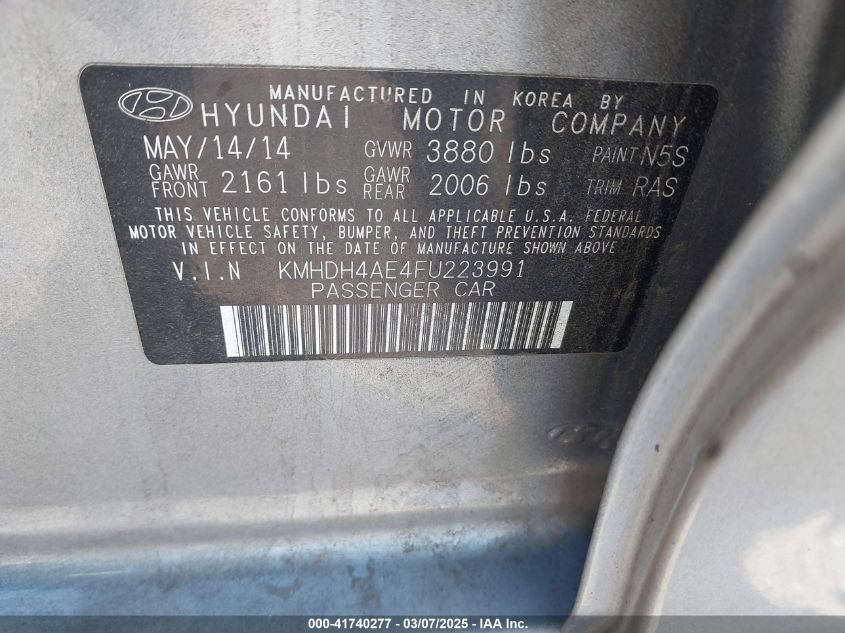 MANUFACTURED IN KOREA BY
HYUNDAI MOTOR COMPANY
MAY/14/14 GVWR 3880 lbs PAINT N5S
GAWR FRONT 2161 lbs GAWR REAR 2006 lbs TRIM RAS
THIS VEHICLE CONFORMS TO ALL APPLICABLE U.S.A. FEDERAL
MOTOR VEHICLE SAFETY, BUMPER, AND THEFT PREVENTION STANDARDS
IN EFFECT ON THE DATE OF MANUFACTURE SHOWN ABOVE
V.I.N KMHDH4AE4FU223991
PASSENGER CAR
000-41740277 - 03/07/2025 - IAA Inc.